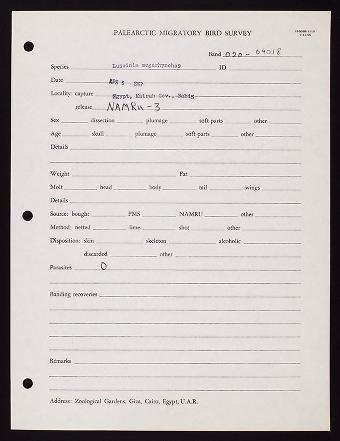 PALEARCTIC MIGRATORY BIRD SURVEY
Band 020-04018
Species Luscinia megarhynchos ID
Date APR 5 1967
Locality: capture Egypt, Matruh Gov., Bahig
release NAMRU-3
Sex dissection plumage soft-parts other
Age skull plumage soft-parts other
Details
Weight Fat
Molt head body tail wings
Details
Source: bought PMS NAMRU other
Method: netted lime shot other
Disposition: skin skeleton alcoholic
discarded other
Parasites 0
Banding recoveries
Remarks
Address: Zoological Gardens, Giza, Cairo, Egypt, U.A.R.